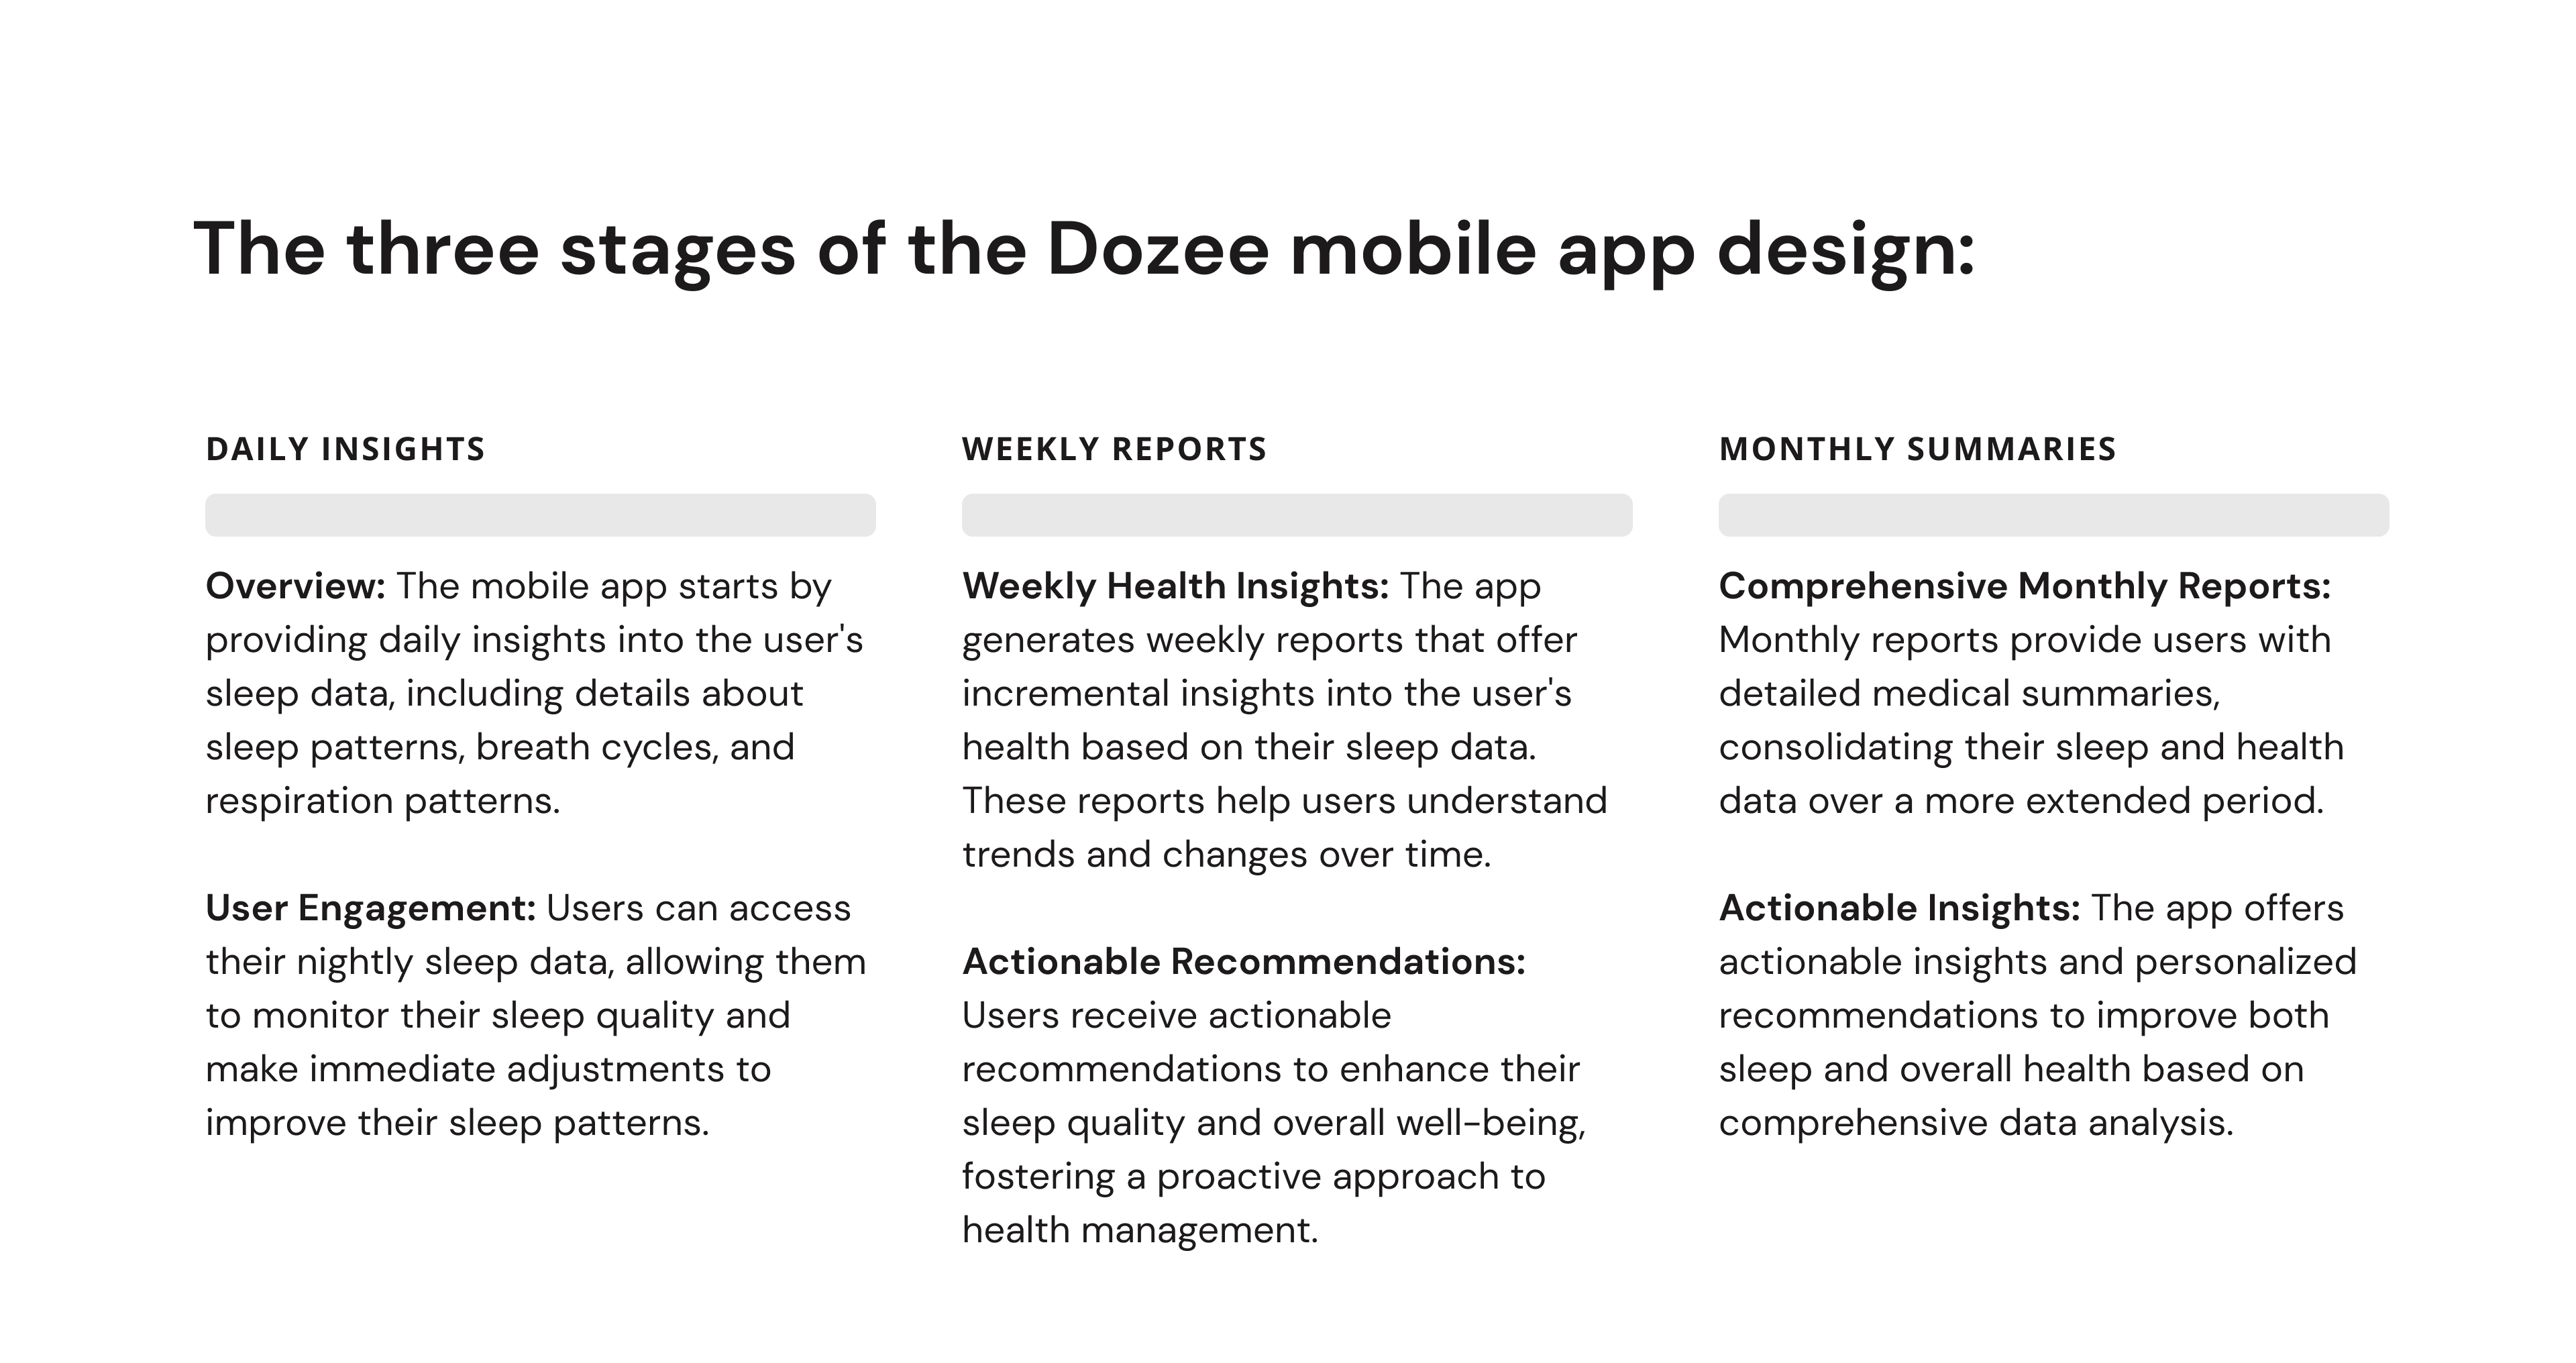 The three stages of the Dozee mobile app design:
DAILY INSIGHTS
Overview: The mobile app starts by
providing daily insights into the user's
sleep data, including details about
sleep patterns, breath cycles, and
respiration patterns.
User Engagement: Users can access
their nightly sleep data, allowing them
to monitor their sleep quality and
make immediate adjustments to
improve their sleep patterns.
WEEKLY REPORTS
Weekly Health Insights: The app
generates weekly reports that offer
incremental insights into the user's
health based on their sleep data.
These reports help users understand
trends and changes over time.
Actionable Recommendations:
Users receive actionable
recommendations to enhance their
sleep quality and overall well-being,
fostering a proactive approach to
health management.
MONTHLY SUMMARIES
Comprehensive Monthly Reports:
Monthly reports provide users with
detailed medical summaries,
consolidating their sleep and health
data over a more extended period.
Actionable Insights: The app offers
actionable insights and personalized
recommendations to improve both
sleep and overall health based on
comprehensive data analysis.